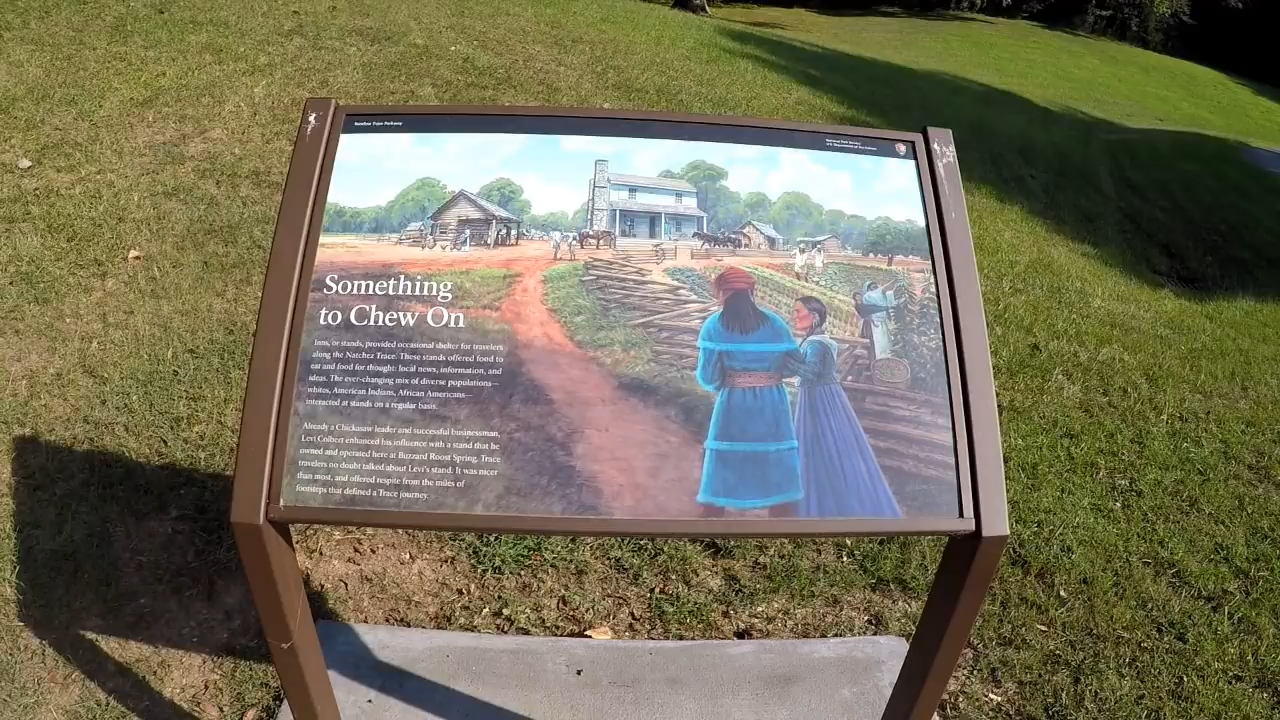 Natchez Trace Parkway
National Park Service
U.S. Department of the Interior
Something
to Chew On
Inns, or stands, provided occasional shelter for travelers
along the Natchez Trace. These stands offered food to
eat and food for thought: local news, information, and
ideas. The ever-changing mix of diverse populations—
whites, American Indians, African Americans—
interacted at stands on a regular basis.
Already a Chickasaw leader and successful businessman,
Levi Colbert enhanced his influence with a stand that he
owned and operated here at Buzzard Roost Spring. Trace
travelers no doubt talked about Levi's stand. It was nicer
than most, and offered respite from the miles of
footsteps that defined a Trace journey.